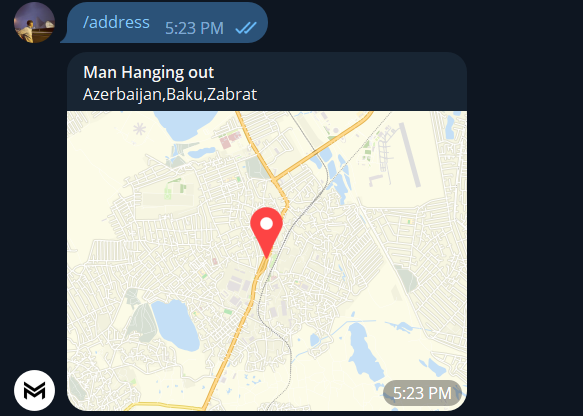 /address
5:23 PM
Man Hanging out
Azerbaijan,Baku,Zabrat
5:23 PM